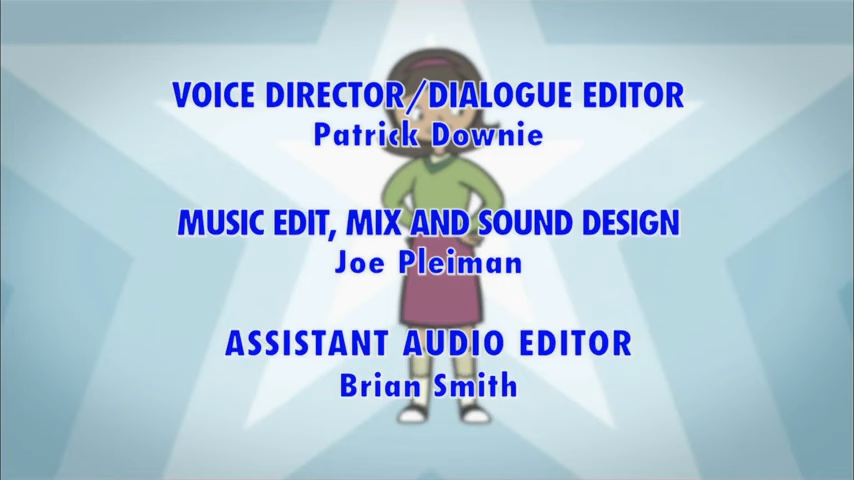 VOICE DIRECTOR/DIALOGUE EDITOR
Patrick Downie
MUSIC EDIT, MIX AND SOUND DESIGN
Joe Pleiman
ASSISTANT AUDIO EDITOR
Brian Smith